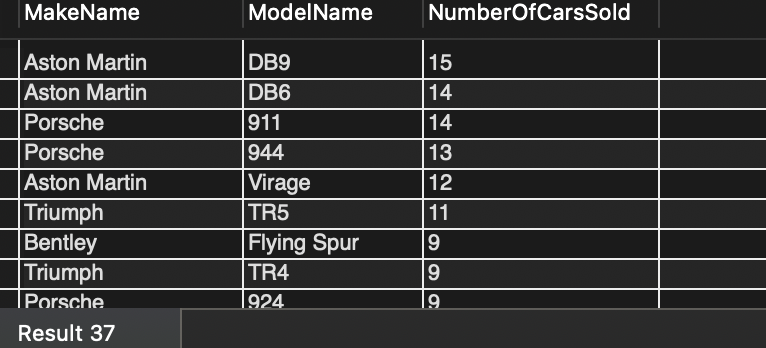 MakeName ModelName NumberOfCarsSold
Aston Martin DB9 15
Aston Martin DB6 14
Porsche 911 14
Porsche 944 13
Aston Martin Virage 12
Triumph TR5 11
Bentley Flying Spur 9
Triumph TR4 9
Porsche 924 9
Result 37